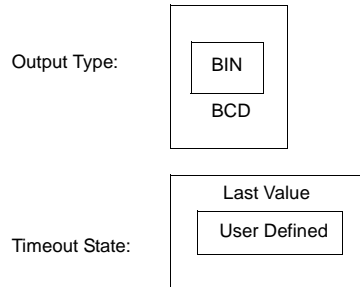 Output Type:
BIN
BCD
Last Value
User Defined
Timeout State: